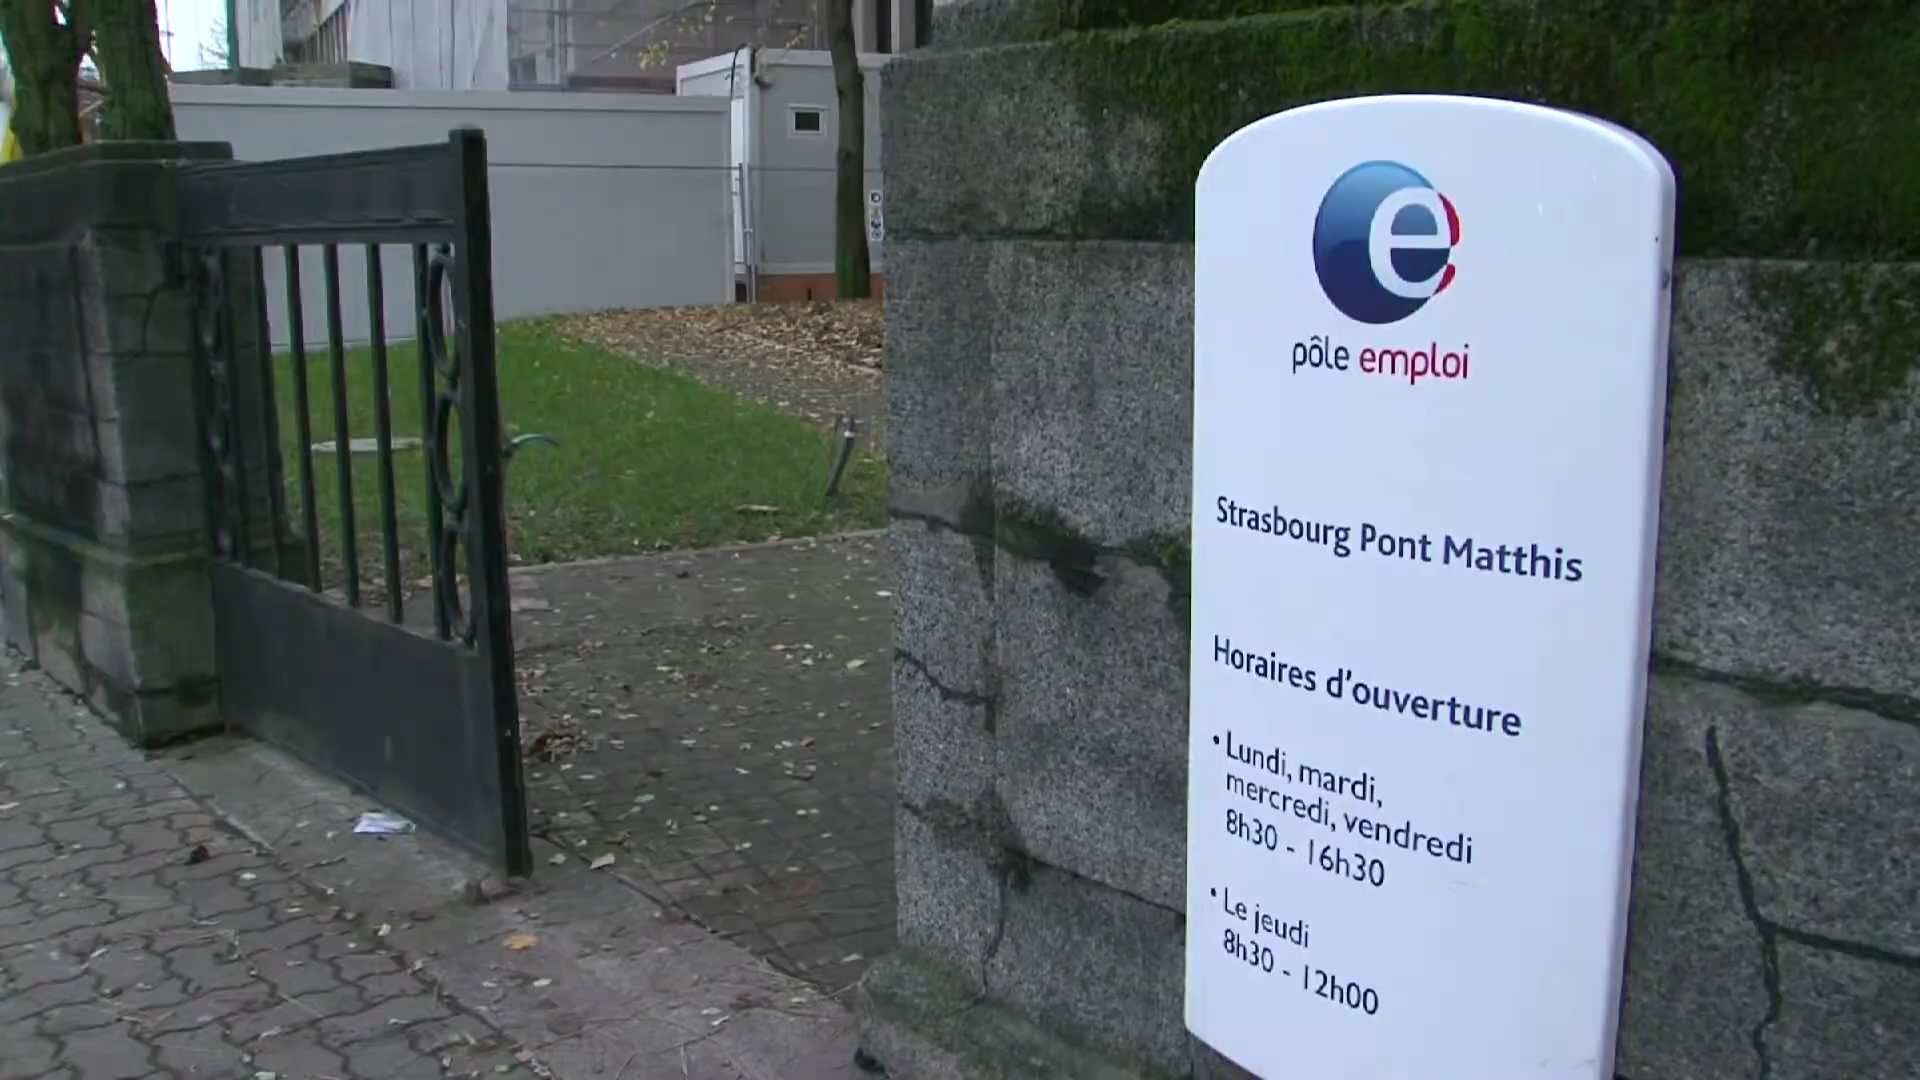 e
pôle emploi
Strasbourg Pont Matthis
Horaires d'ouverture
• Lundi, mardi,
mercredi, vendredi
8h30 - 16h30
• Le jeudi
8h30 - 12h00